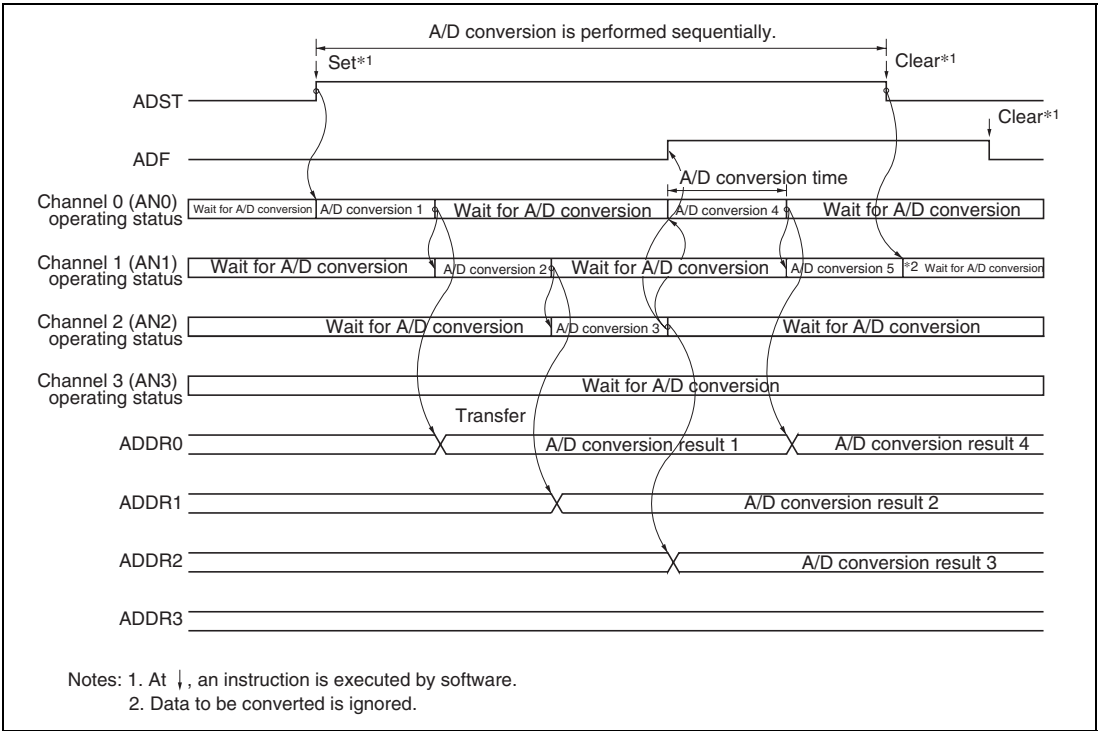 A/D conversion is performed sequentially.
Set*1
Clear*1
ADST
Clear*1
ADF
A/D conversion time
Channel 0 (AN0)
operating status
Wait for A/D conversion
A/D conversion 1
Wait for A/D conversion
A/D conversion 4
Wait for A/D conversion
Channel 1 (AN1)
operating status
Wait for A/D conversion
A/D conversion 2
Wait for A/D conversion
A/D conversion 5
*2 Wait for A/D conversion
Channel 2 (AN2)
operating status
Wait for A/D conversion
A/D conversion 3
Wait for A/D conversion
Channel 3 (AN3)
operating status
Wait for A/D conversion
Transfer
ADDR0
A/D conversion result 1
A/D conversion result 4
ADDR1
A/D conversion result 2
ADDR2
A/D conversion result 3
ADDR3
Notes: 1. At ↓, an instruction is executed by software.
2. Data to be converted is ignored.